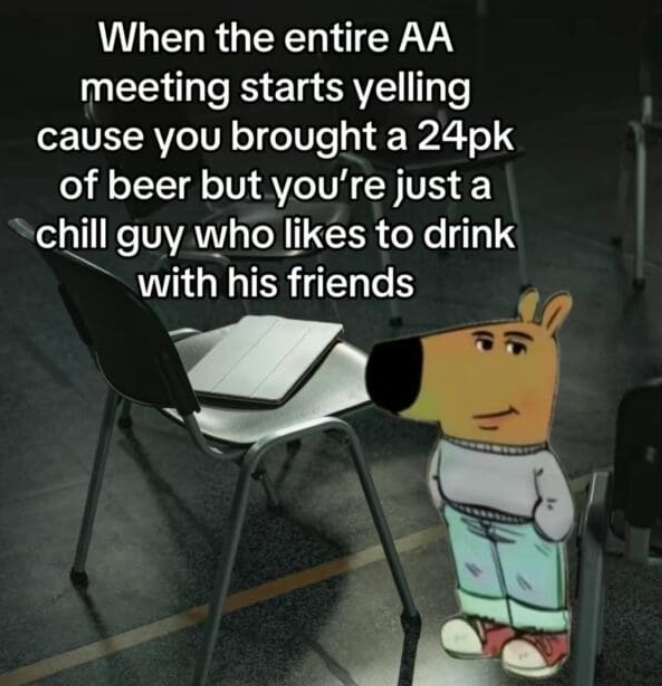 When the entire AA
meeting starts yelling
cause you brought a 24pk
of beer but you're just a
chill guy who likes to drink
with his friends